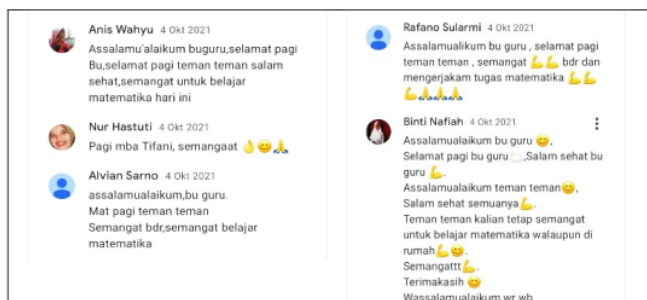 Anis Wahyu 4 Okt 2021
Assalamu'alaikum buguru,selamat pagi
Bu,selamat pagi teman teman salam
sehat,semangat untuk belajar
matematika hari ini
Nur Hastuti 4 Okt 2021
Pagi mba Tifani, semangaat 👌😊🙏
Alvian Sarno 4 Okt 2021
assalamualaikum,bu guru.
Mat pagi teman teman
Semangat bdr,semangat belajar
matematika
Rafano Sularmi 4 Okt 2021
Assalamualikum bu guru , selamat pagi
teman teman , semangat 💪💪 bdr dan
mengerjakam tugas matematika 💪💪
💪🙏🙏🙏
Binti Nafiah 4 Okt 2021
Assalamualaikum bu guru 😊,
Selamat pagi bu guru ,Salam sehat bu
guru 💪.
Assalamualaikum teman teman😊,
Salam sehat semuanya💪.
Teman teman kalian tetap semangat
untuk belajar matematika walaupun di
rumah💪😊.
Semangattt💪.
Terimakasih 😊
Wassalamualaikum wr wb